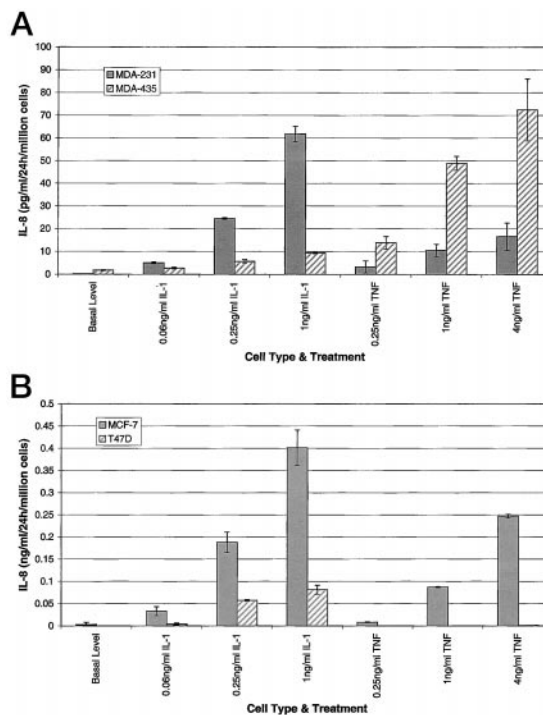 A
100
90
80
70
60
50
40
30
20
10
0
IL-8 (pg/ml/24h/million cells)
MDA-231
MDA-435
Basal Level
0.06ng/ml IL-1
0.25ng/ml IL-1
1ng/ml IL-1
0.25ng/ml TNF
1ng/ml TNF
4ng/ml TNF
Cell Type & Treatment
B
0.5
0.45
0.4
0.35
0.3
0.25
0.2
0.15
0.1
0.05
0
IL-8 (ng/ml/24h/million cells)
MCF-7
T47D
Basal Level
0.06ng/ml IL-1
0.25ng/ml IL-1
1ng/ml IL-1
0.25ng/ml TNF
1ng/ml TNF
4ng/ml TNF
Cell Type & Treatment